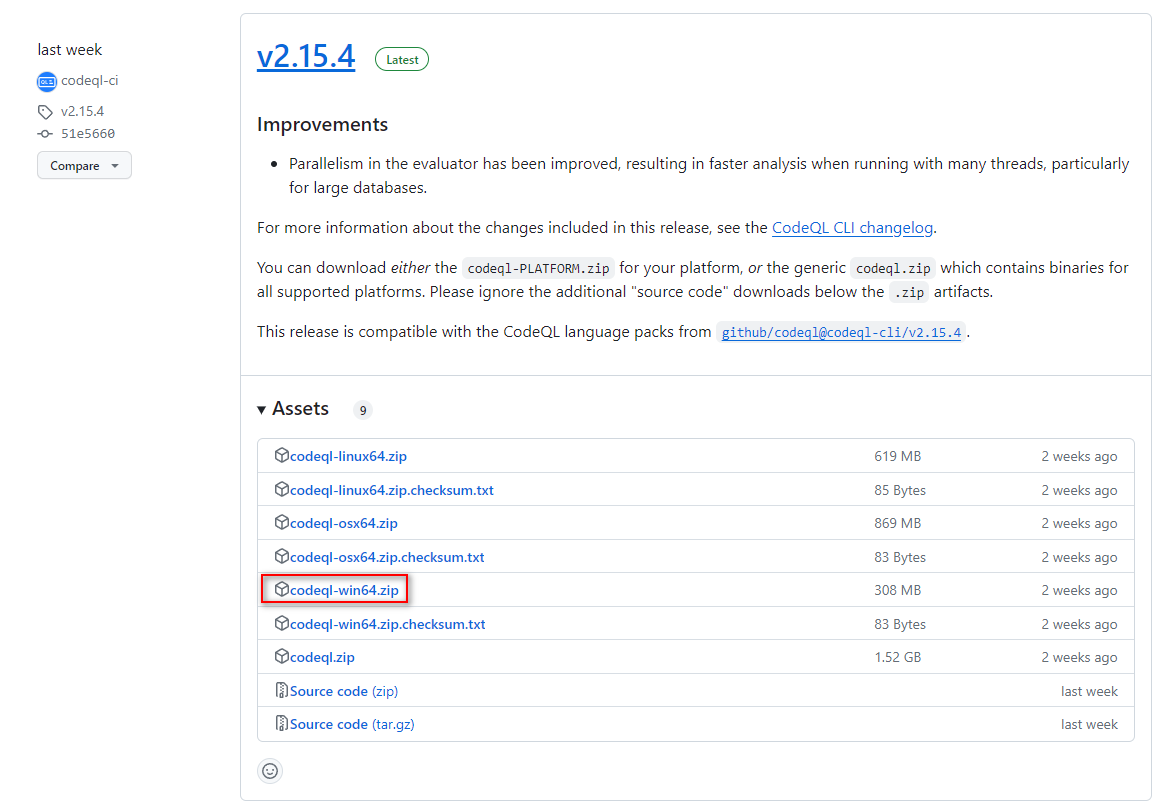 last week
codeql-ci
v2.15.4
51e5660
Compare
v2.15.4 Latest
Improvements
Parallelism in the evaluator has been improved, resulting in faster analysis when running with many threads, particularly
for large databases.
For more information about the changes included in this release, see the CodeQL CLI changelog.
You can download either the codeql-PLATFORM.zip for your platform, or the generic codeql.zip which contains binaries for
all supported platforms. Please ignore the additional "source code" downloads below the .zip artifacts.
This release is compatible with the CodeQL language packs from github/codeql@codeql-cli/v2.15.4 .
Assets 9
codeql-linux64.zip 619 MB 2 weeks ago
codeql-linux64.zip.checksum.txt 85 Bytes 2 weeks ago
codeql-osx64.zip 869 MB 2 weeks ago
codeql-osx64.zip.checksum.txt 83 Bytes 2 weeks ago
codeql-win64.zip 308 MB 2 weeks ago
codeql-win64.zip.checksum.txt 83 Bytes 2 weeks ago
codeql.zip 1.52 GB 2 weeks ago
Source code (zip) last week
Source code (tar.gz) last week